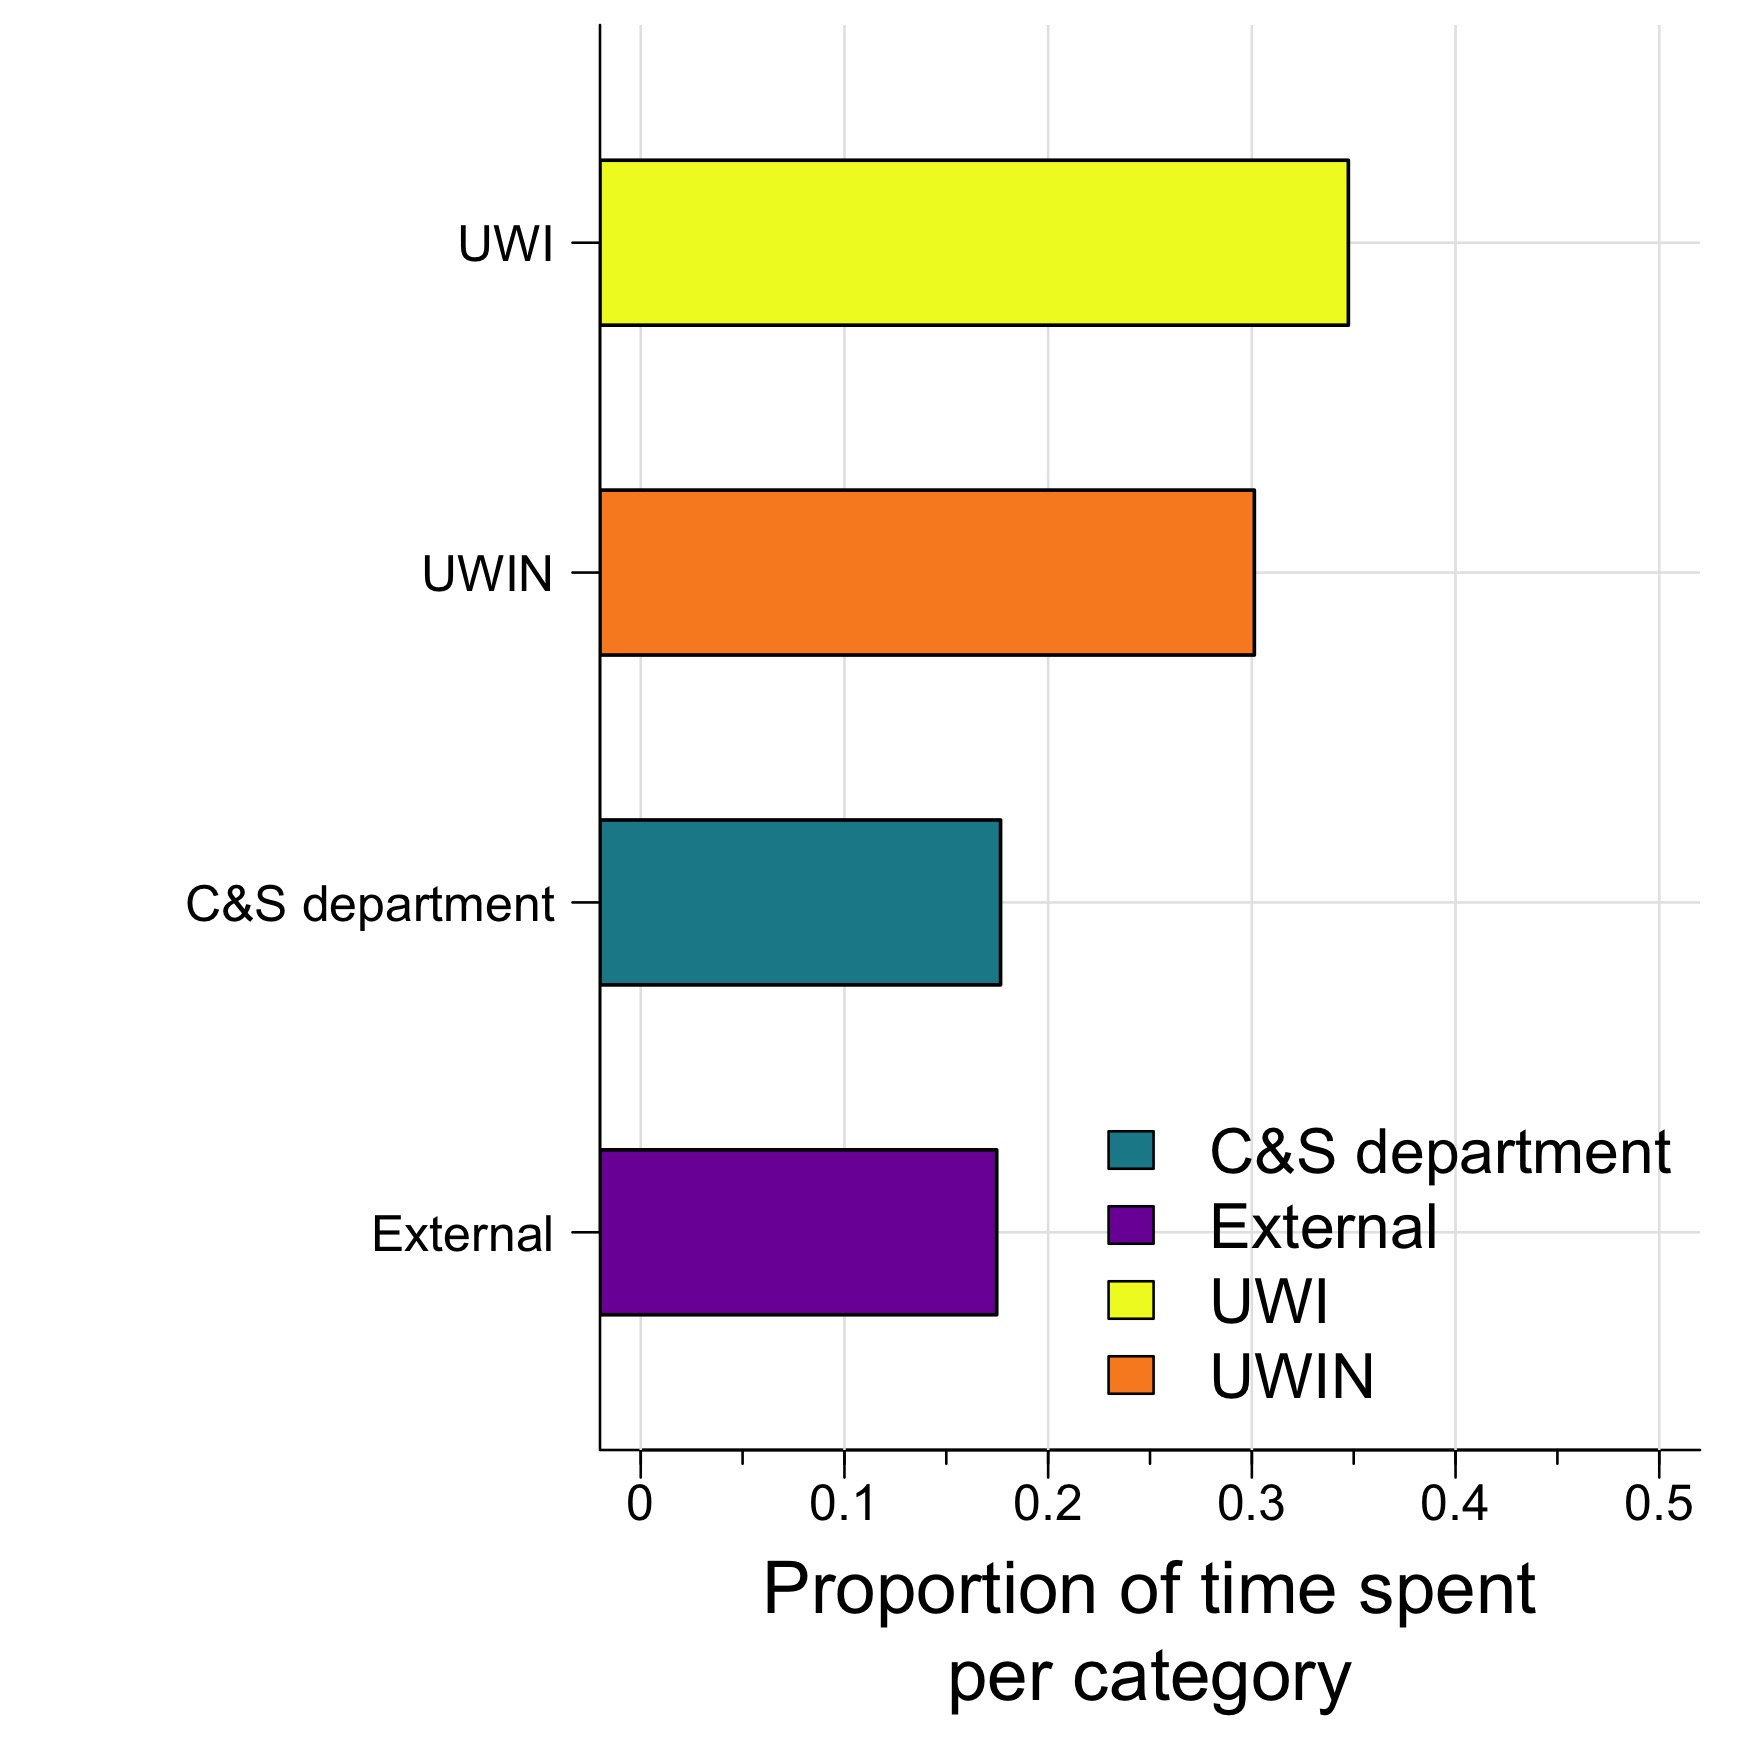 UWI
UWIN
C&S department
External
C&S department
External
UWI
UWIN
0 0.1 0.2 0.3 0.4 0.5
Proportion of time spent
per category